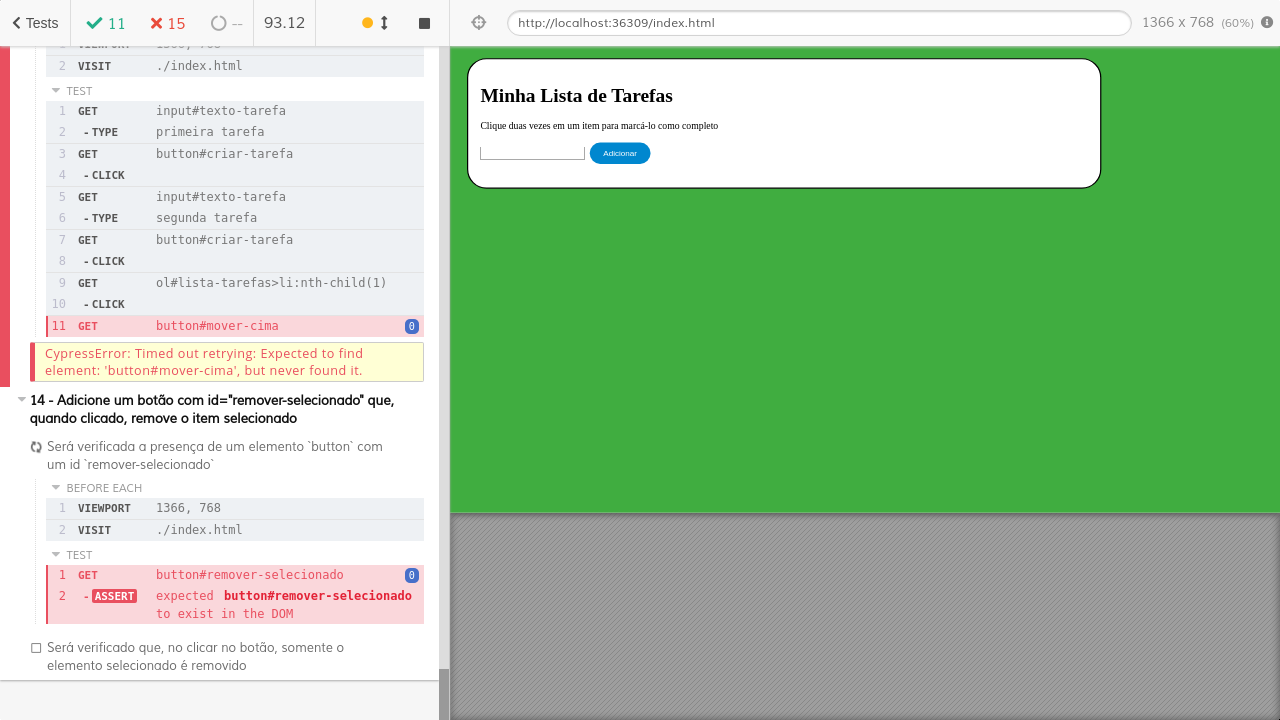 Tests
11
15
--
93.12
http://localhost:36309/index.html
1366 x 768 (60%)
1 VIEWPORT 1366, 768
2 VISIT ./index.html
TEST
1 GET input#texto-tarefa
2 -TYPE primeira tarefa
3 GET button#criar-tarefa
4 -CLICK
5 GET input#texto-tarefa
6 -TYPE segunda tarefa
7 GET button#criar-tarefa
8 -CLICK
9 GET ol#lista-tarefas>li:nth-child(1)
10 -CLICK
11 GET button#mover-cima 0
CypressError: Timed out retrying: Expected to find
element: 'button#mover-cima', but never found it.
14 - Adicione um botão com id="remover-selecionado" que,
quando clicado, remove o item selecionado
Será verificada a presença de um elemento `button` com
um id `remover-selecionado`
BEFORE EACH
1 VIEWPORT 1366, 768
2 VISIT ./index.html
TEST
1 GET button#remover-selecionado 0
2 -ASSERT expected button#remover-selecionado
to exist in the DOM
Será verificado que, no clicar no botão, somente o
elemento selecionado é removido
Minha Lista de Tarefas
Clique duas vezes em um item para marcá-lo como completo
Adicionar